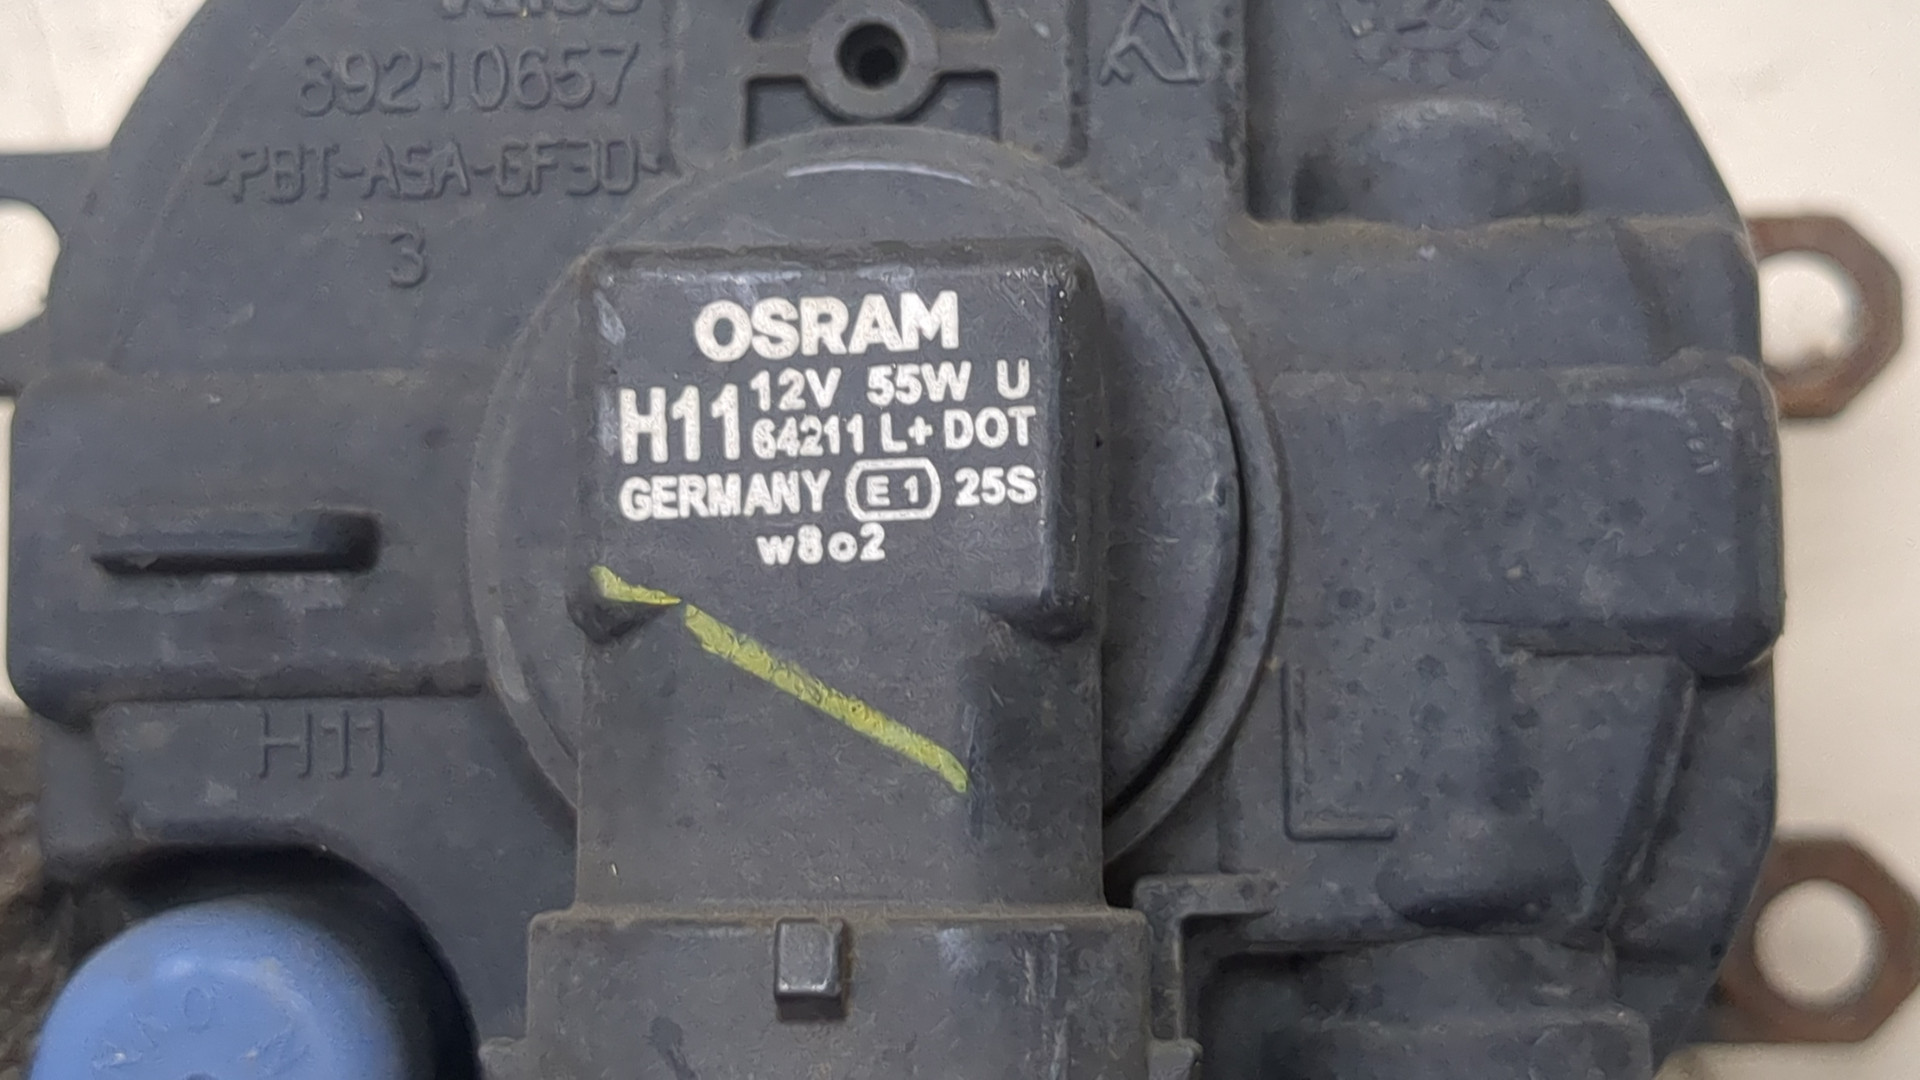 89210657
>PBT-ASA-GF30<
3
OSRAM
H11 12V 55W U
64211 L+ DOT
GERMANY E1 25S
w8o2
H11
L